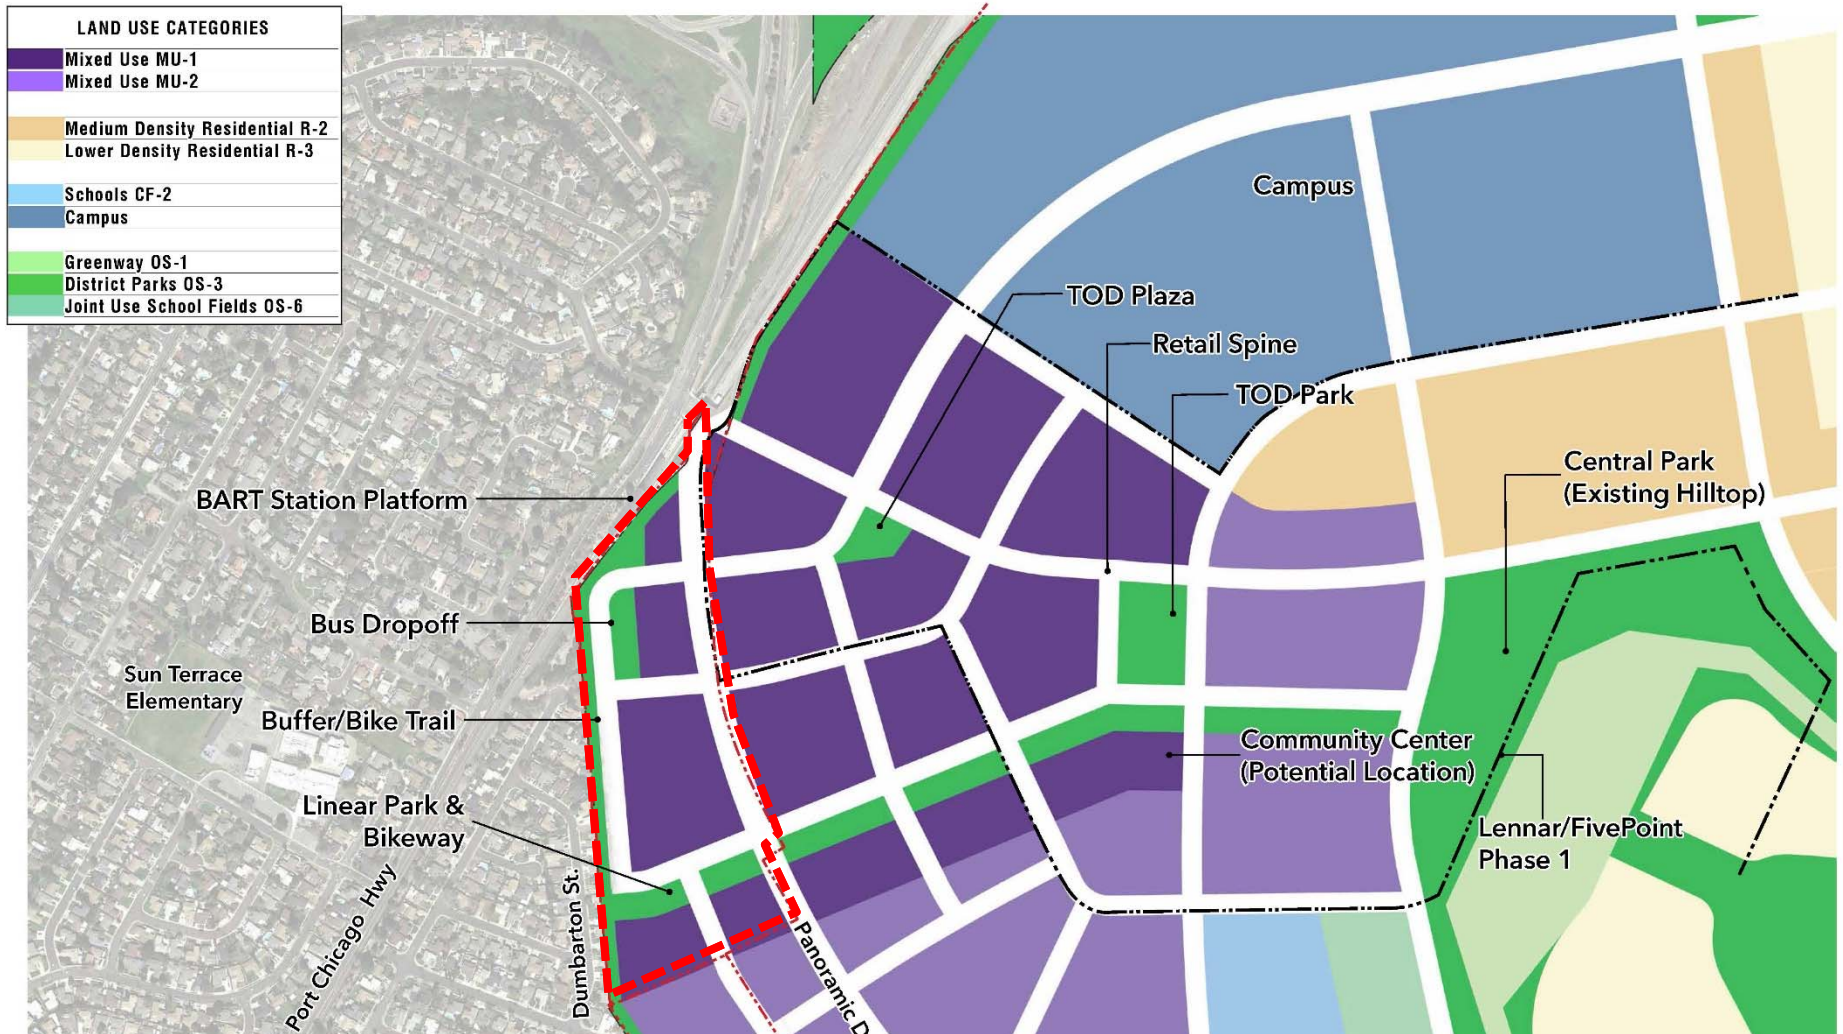 LAND USE CATEGORIES
Mixed Use MU-1
Mixed Use MU-2
Medium Density Residential R-2
Lower Density Residential R-3
Schools CF-2
Campus
Greenway OS-1
District Parks OS-3
Joint Use School Fields OS-6
Campus
TOD Plaza
Retail Spine
TOD Park
Central Park
(Existing Hilltop)
BART Station Platform
Bus Dropoff
Sun Terrace
Elementary
Buffer/Bike Trail
Community Center
(Potential Location)
Linear Park &
Bikeway
Lennar/FivePoint
Phase 1
Port Chicago Hwy
Dumbarton St.
Panoramic D